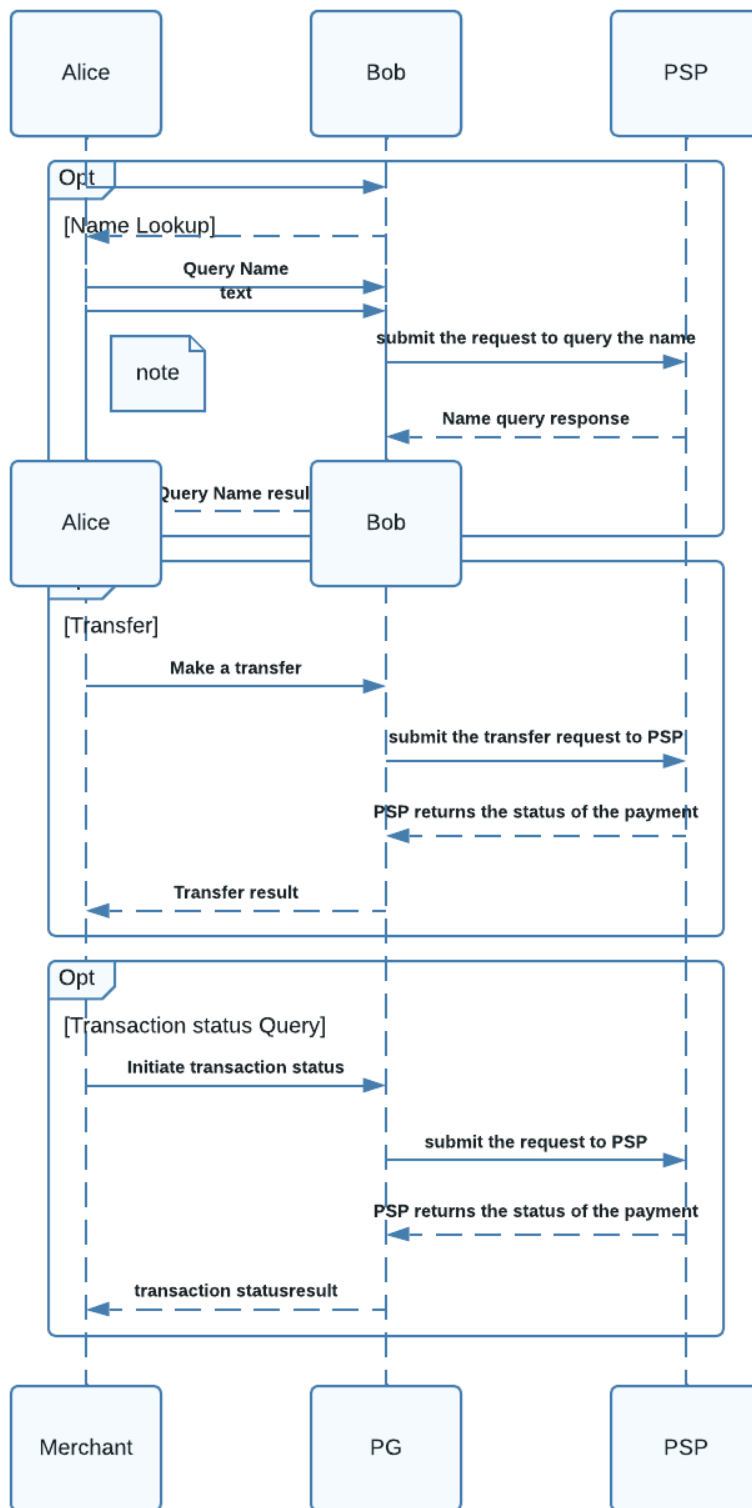 Alice
Bob
PSP
Opt
[Name Lookup]
Query Name
text
submit the request to query the name
note
Name query response
Query Name resul
Alice
Bob
[Transfer]
Make a transfer
submit the transfer request to PSP
PSP returns the status of the payment
Transfer result
Opt
[Transaction status Query]
Initiate transaction status
submit the request to PSP
PSP returns the status of the payment
transaction statusresult
Merchant
PG
PSP